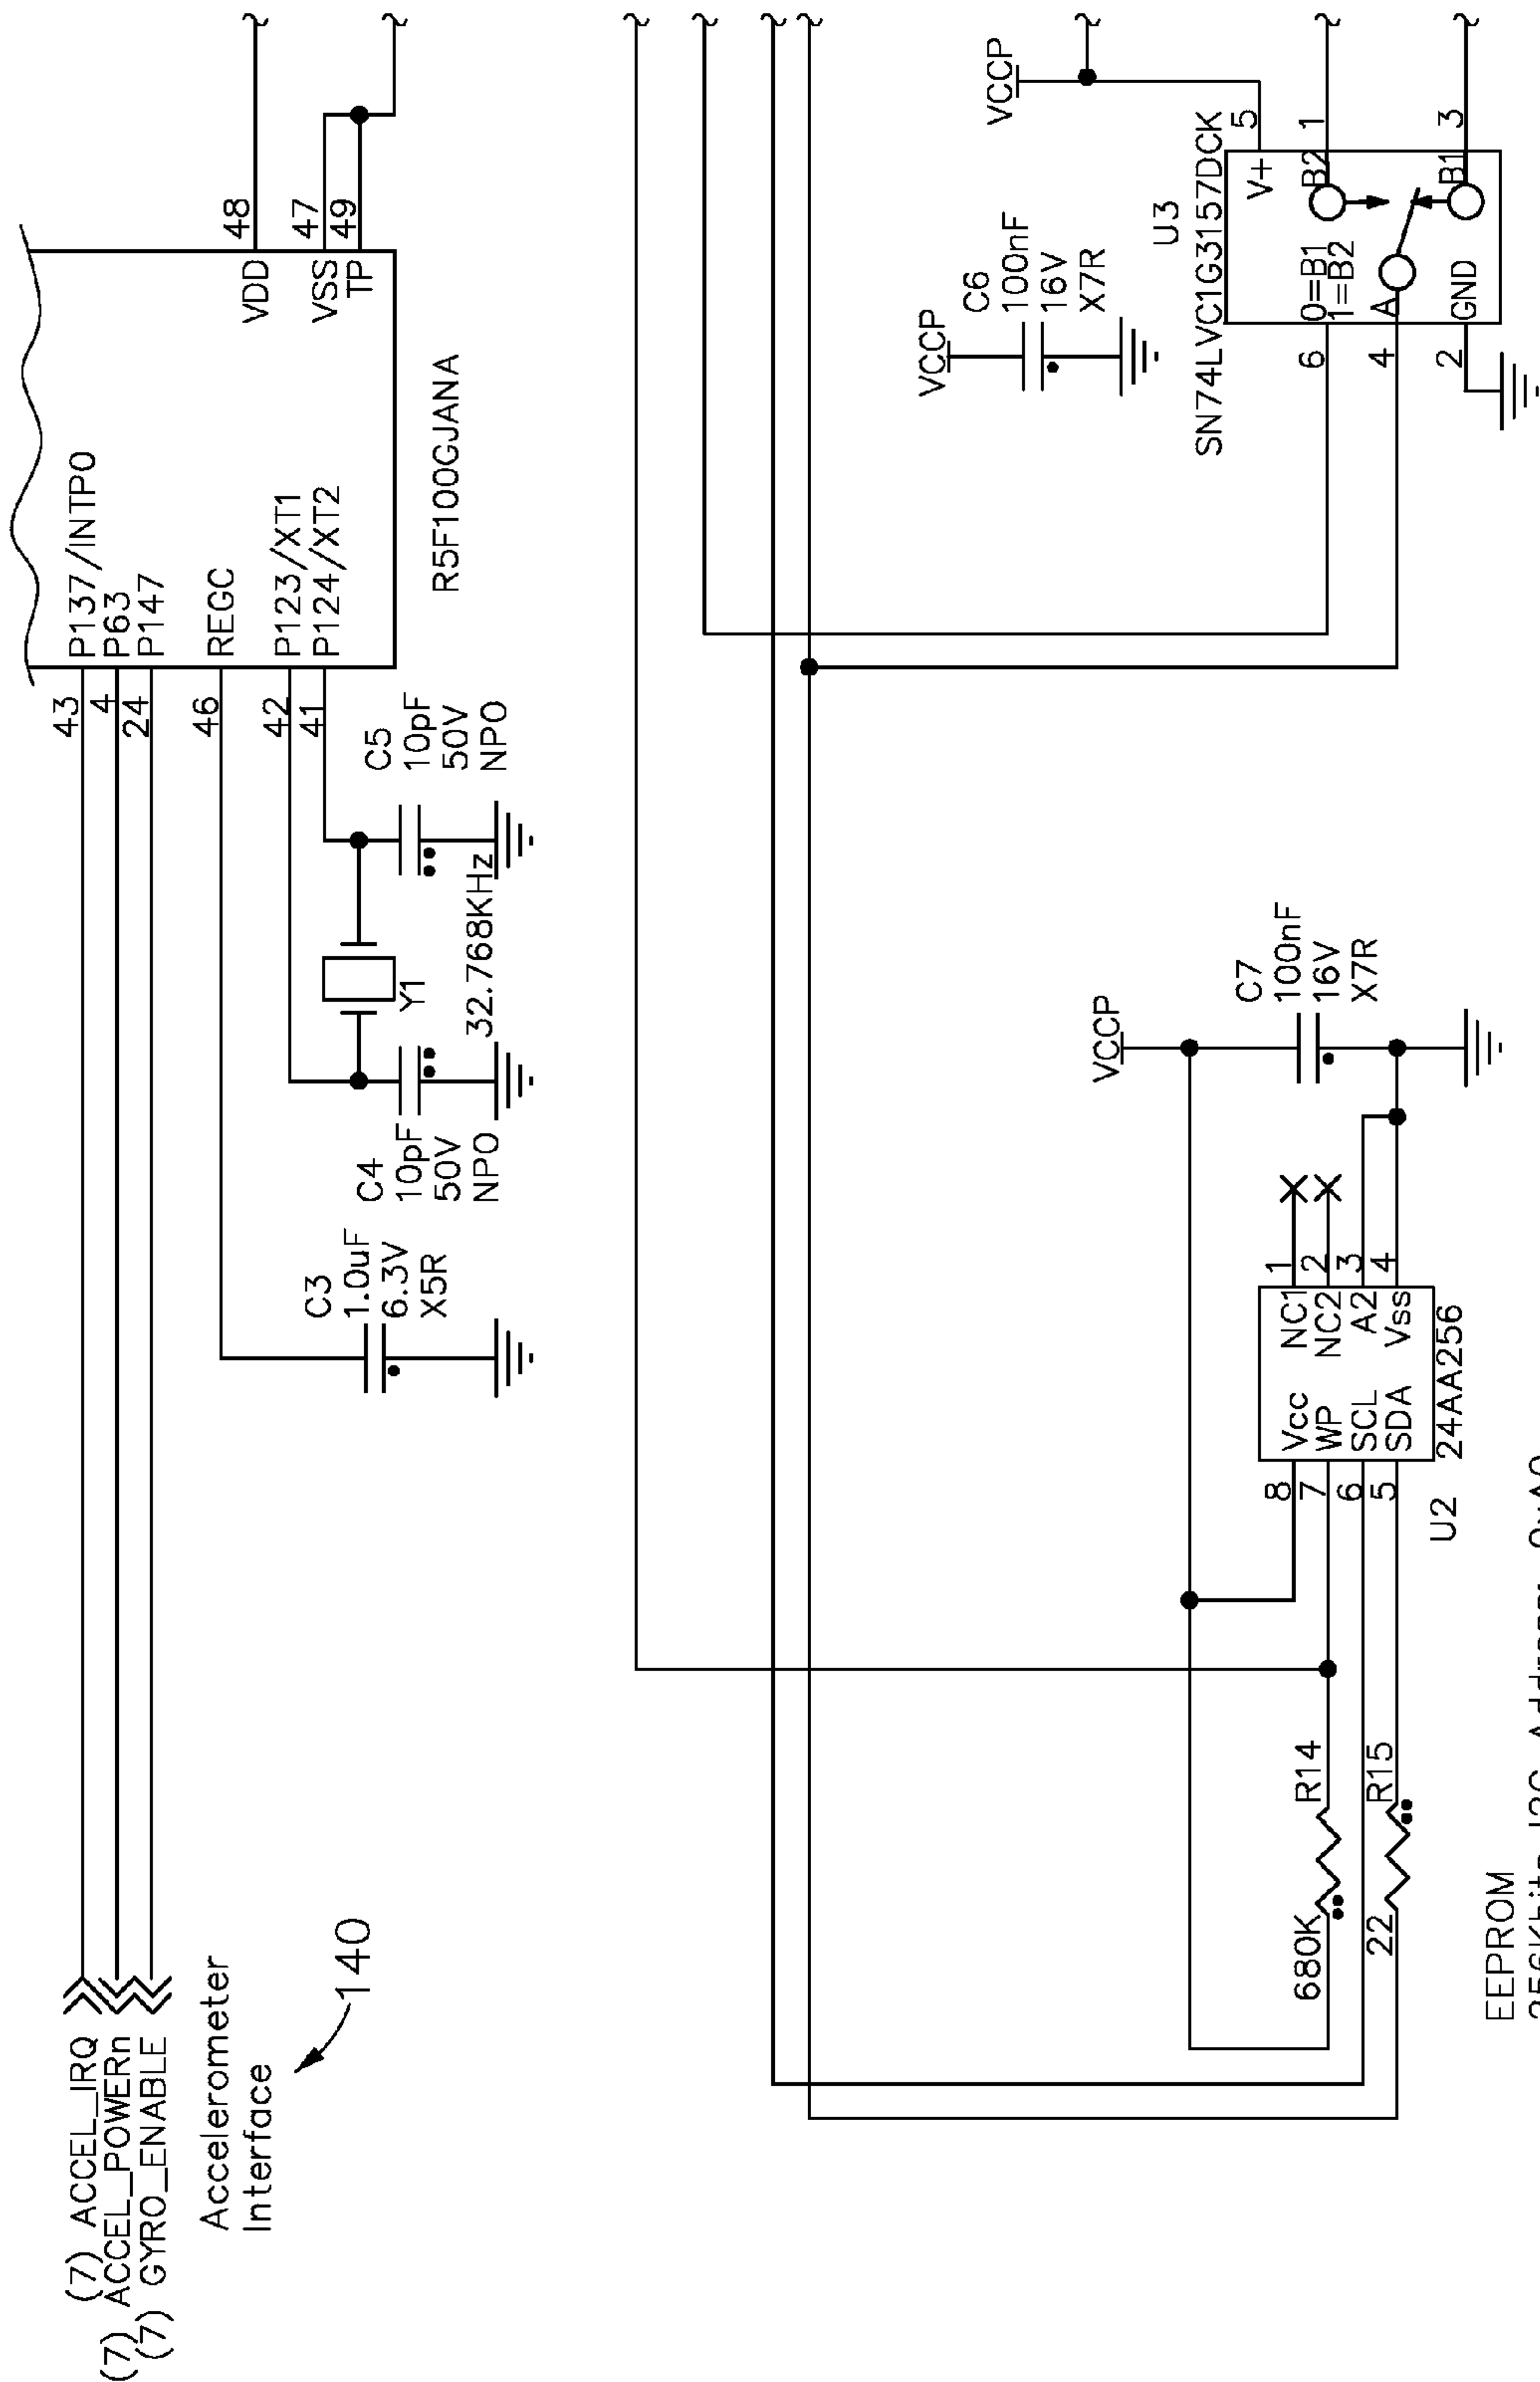 (7) ACCEL_IRQ
(7) ACCEL_POWERn
(7) GYRO_ENABLE
Accelerometer
Interface
140
43
4
24
46
42
41
P137/INTP0
P63
P147
REGC
P123/XT1
P124/XT2
VDD
VSS
TP
48
47
49
R5F100GJANA
C3
1.0uF
6.3V
X5R
C4
10pF
50V
NPO
Y1
32.768KHz
C5
10pF
50V
NPO
680K
R14
22
R15
8
7
6
5
Vcc
WP
SCL
SDA
NC1
NC2
A2
Vss
1
2
3
4
U2
24AA256
EEPROM
VCCP
C7
100nF
16V
X7R
VCCP
C6
100nF
16V
X7R
VCCP
U3
SN74LVC1G3157DCK
6
4
2
0=B1
1=B2
A
GND
V+
B2
B1
5
1
3